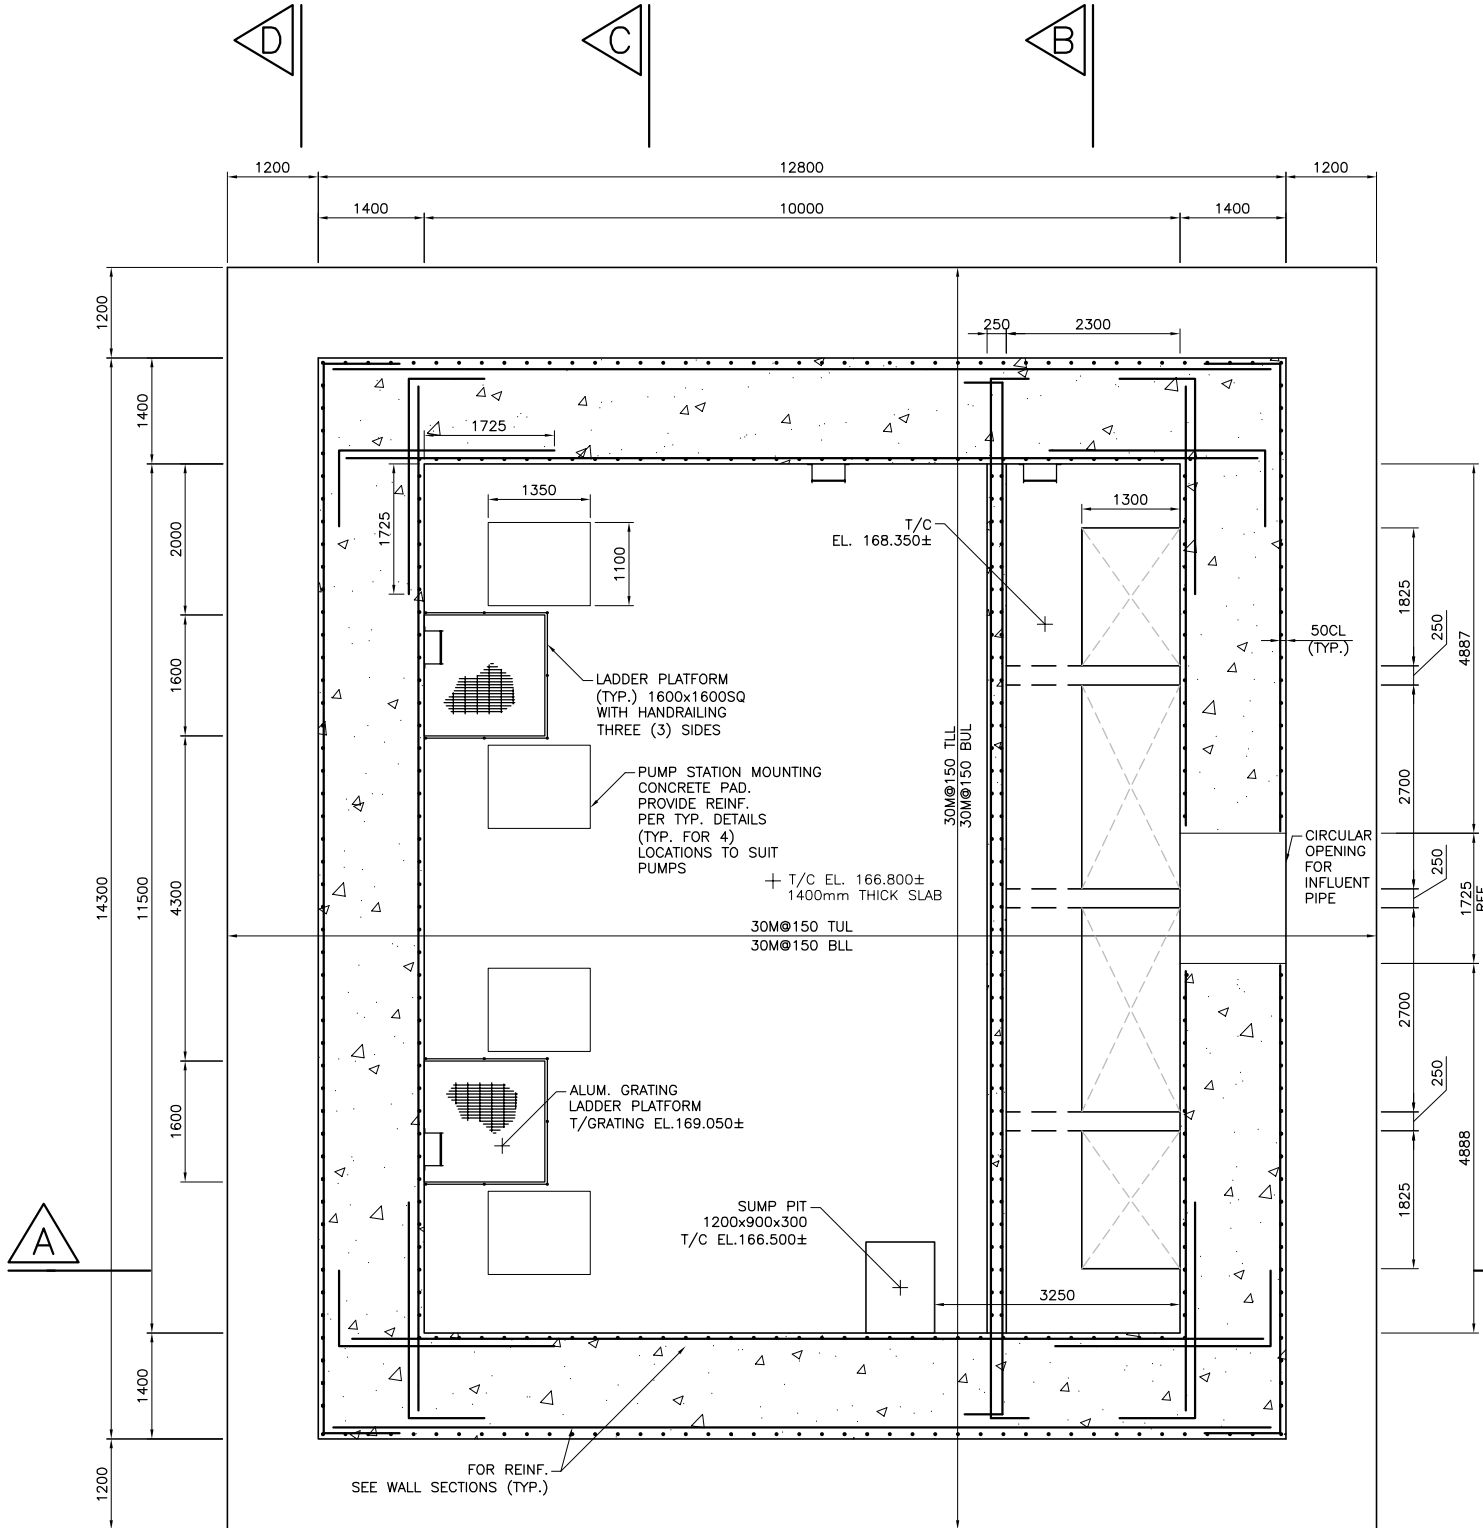 D
C
B
1200
12800
1200
1400
10000
1400
1200
250
2300
1400
1725
1350
1300
1725
2000
1100
T/C
EL. 168.350±
1825
250
4887
50CL
(TYP.)
1600
LADDER PLATFORM
(TYP.) 1600x1600SQ
WITH HANDRAILING
THREE (3) SIDES
30M@150 TLL
30M@150 BUL
PUMP STATION MOUNTING
CONCRETE PAD.
PROVIDE REINF.
PER TYP. DETAILS
(TYP. FOR 4)
LOCATIONS TO SUIT
PUMPS
2700
CIRCULAR
OPENING
FOR
INFLUENT
PIPE
250
1725
REF
14300
11500
4300
T/C EL. 166.800±
1400mm THICK SLAB
30M@150 TUL
30M@150 BLL
2700
250
1600
ALUM. GRATING
LADDER PLATFORM
T/GRATING EL.169.050±
4888
1825
A
SUMP PIT
1200x900x300
T/C EL.166.500±
3250
1400
1200
FOR REINF.
SEE WALL SECTIONS (TYP.)